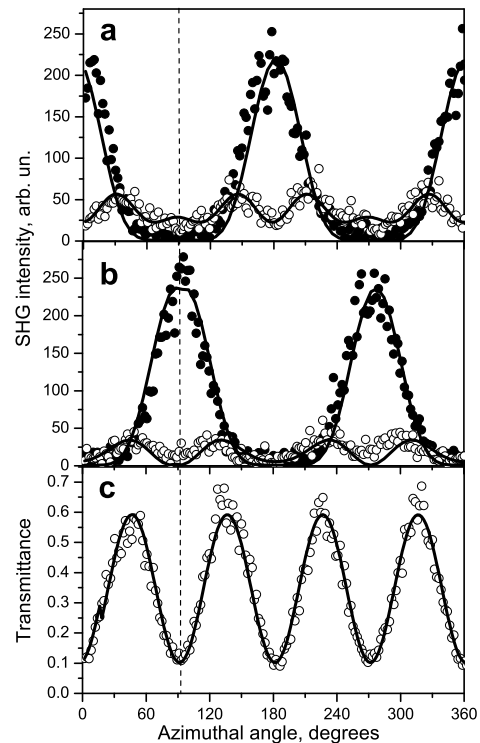 a
250
200
150
100
50
0
SHG intensity, arb. un.
b
250
200
150
100
50
0
c
0.7
0.6
0.5
0.4
0.3
0.2
0.1
0.0
Transmittance
0 60 120 180 240 300 360
Azimuthal angle, degrees